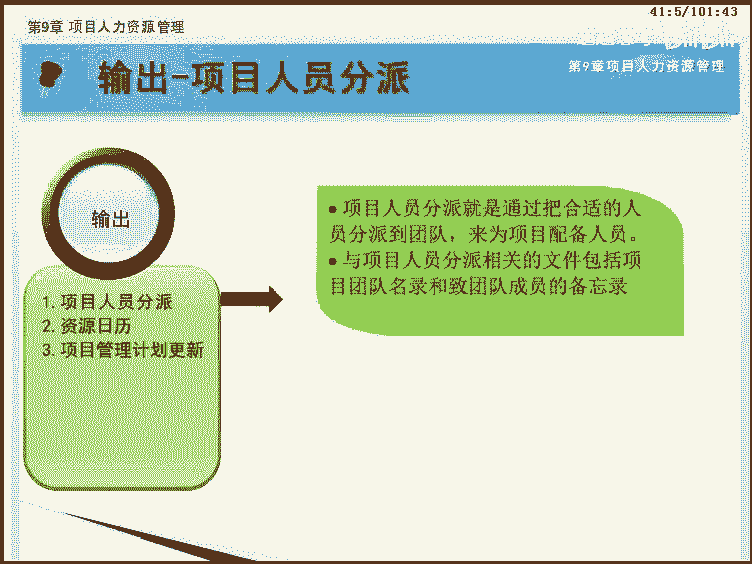 41:5/101:43
第9章 项目人力资源管理
输出-项目人员分派
第9章项目人力资源管理
输出
1. 项目人员分派
2. 资源日历
3. 项目管理计划更新
● 项目人员分派就是通过把合适的人
员分派到团队，来为项目配备人员。
● 与项目人员分派相关的文件包括项
目团队名录和致团队成员的备忘录